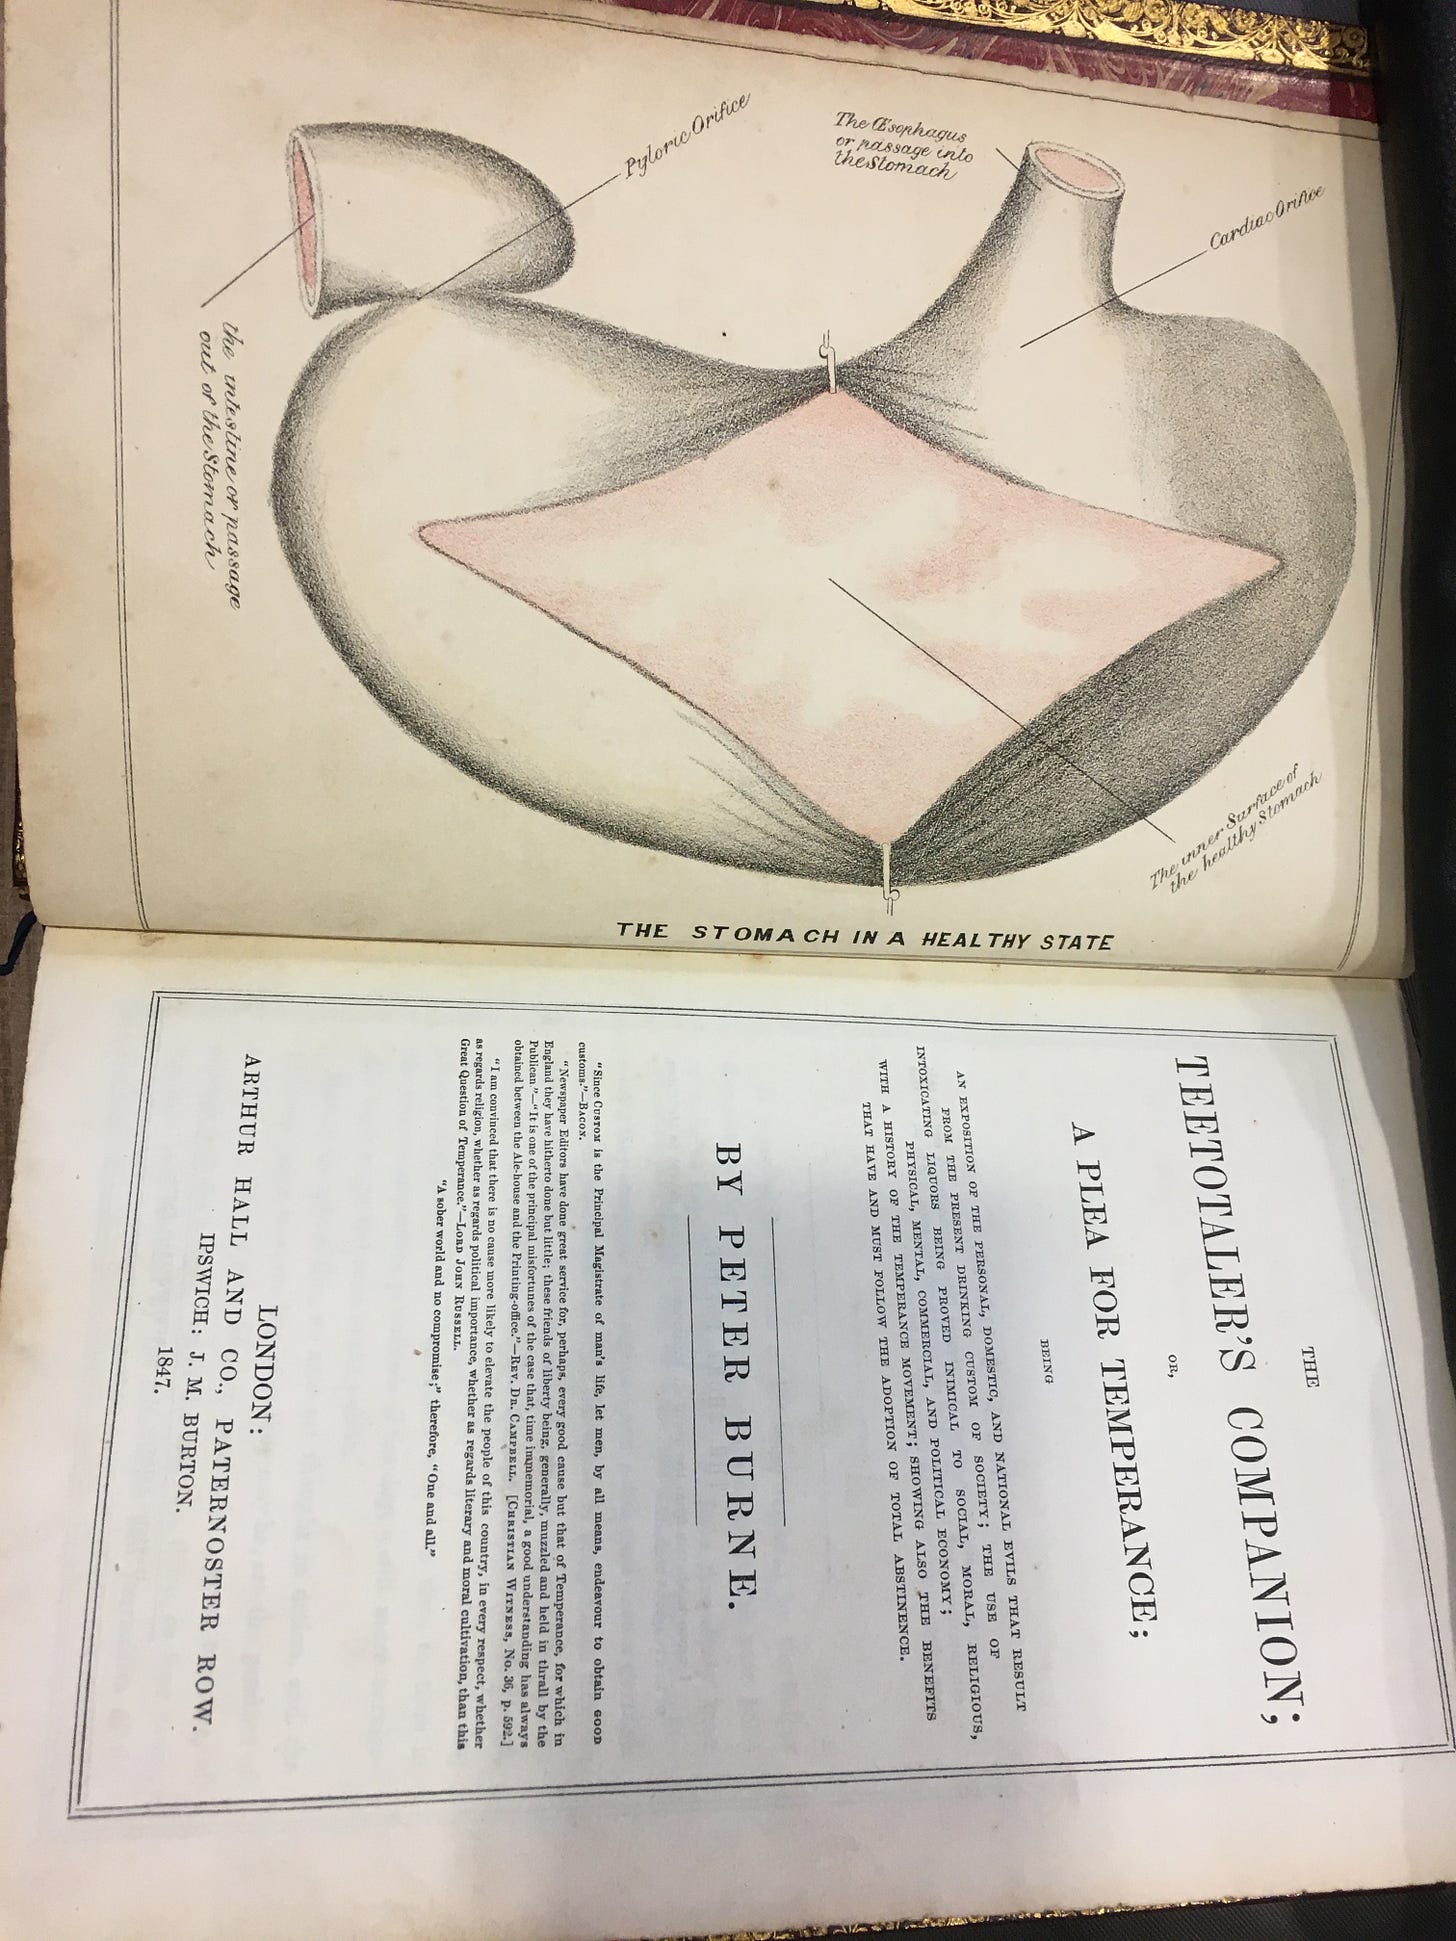 Pyloric Orifice
The Œsophagus
or passage into
the Stomach
Cardiac Orifice
the intestine or passage
out of the Stomach
The inner Surface of
the healthy Stomach
THE STOMACH IN A HEALTHY STATE
THE
TEETOTALER'S COMPANION;
OR,
A PLEA FOR TEMPERANCE;
BEING
AN EXPOSITION OF THE PERSONAL, DOMESTIC, AND NATIONAL EVILS THAT RESULT
FROM THE PRESENT DRINKING CUSTOM OF SOCIETY; THE USE OF
INTOXICATING LIQUORS BEING PROVED INIMICAL TO SOCIAL, MORAL, RELIGIOUS,
PHYSICAL, MENTAL, COMMERCIAL, AND POLITICAL ECONOMY;
WITH A HISTORY OF THE TEMPERANCE MOVEMENT; SHOWING ALSO THE BENEFITS
THAT HAVE AND MUST FOLLOW THE ADOPTION OF TOTAL ABSTINENCE.
BY PETER BURNE.
"Since Custom is the Principal Magistrate of man's life, let men, by all means, endeavour to obtain GOOD
customs."—Bacon.
"Newspaper Editors have done great service for, perhaps, every good cause but that of Temperance, for which in
England they have hitherto done but little; these friends of liberty being, generally, muzzled and held in thrall by the
Publican."—"It is one of the principal misfortunes of the case that, time immemorial, a good understanding has always
obtained between the Ale-house and the Printing-office."—Rev. Dr. Campbell. [Christian Witness, No. 36, p. 592.]
"I am convinced that there is no cause more likely to elevate the people of this country, in every respect, whether
as regards religion, whether as regards political importance, whether as regards literary and moral cultivation, than this
Great Question of Temperance."—Lord John Russell.
"A sober world and no compromise;" therefore, "One and all."
LONDON:
ARTHUR HALL AND CO., PATERNOSTER ROW.
IPSWICH: J. M. BURTON.
1847.